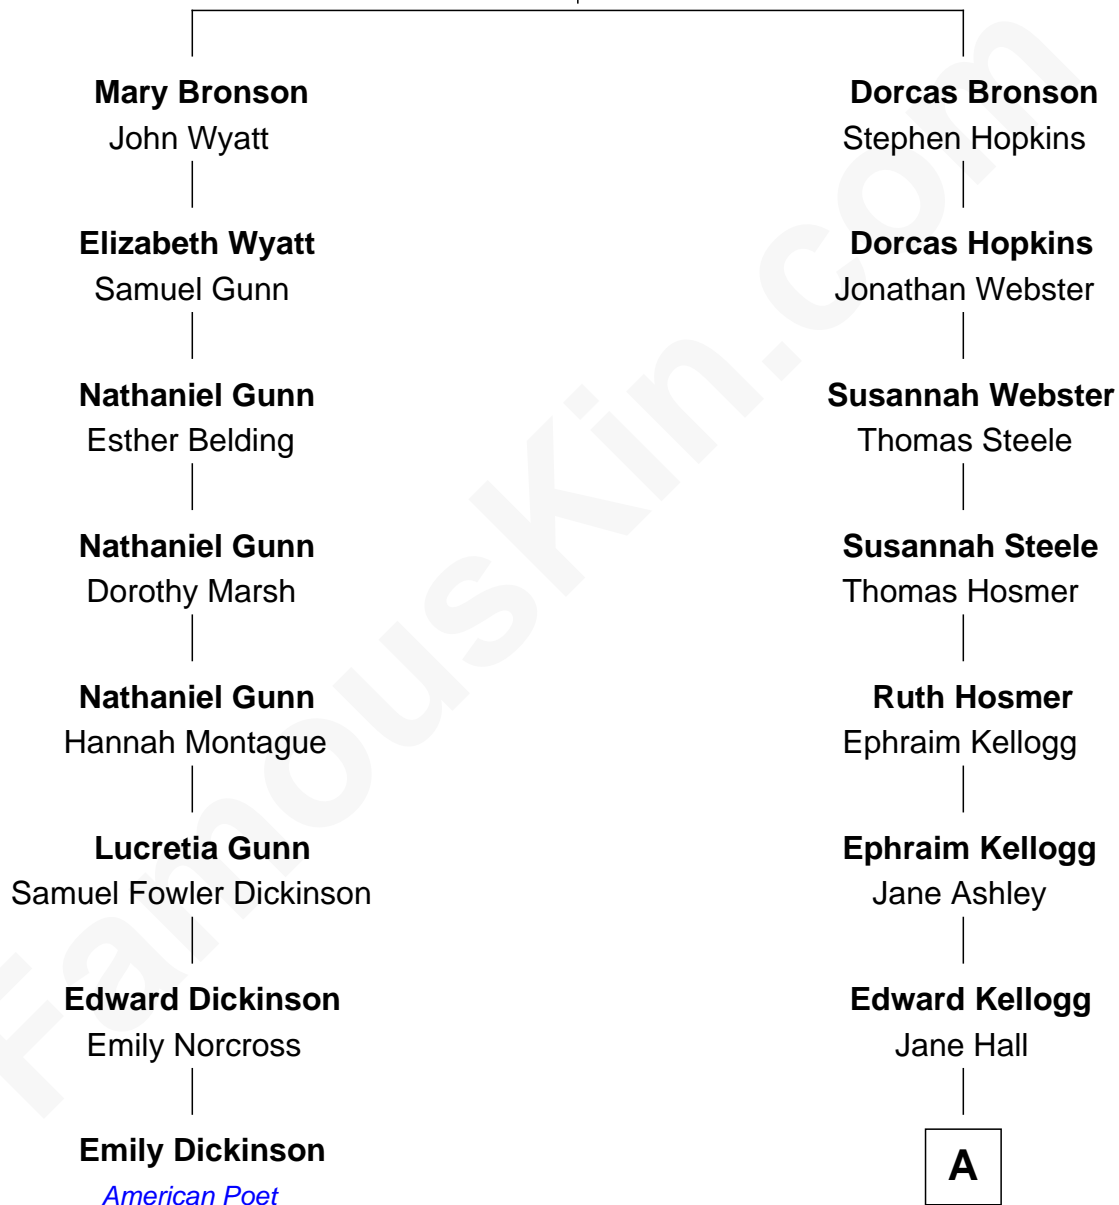 Mary Bronson
John Wyatt
Elizabeth Wyatt
Samuel Gunn
Nathaniel Gunn
Esther Belding
Nathaniel Gunn
Dorothy Marsh
Nathaniel Gunn
Hannah Montague
Lucretia Gunn
Samuel Fowler Dickinson
Edward Dickinson
Emily Norcross
Emily Dickinson
American Poet
Dorcas Bronson
Stephen Hopkins
Dorcas Hopkins
Jonathan Webster
Susannah Webster
Thomas Steele
Susannah Steele
Thomas Hosmer
Ruth Hosmer
Ephraim Kellogg
Ephraim Kellogg
Jane Ashley
Edward Kellogg
Jane Hall
A
FamousKin.com